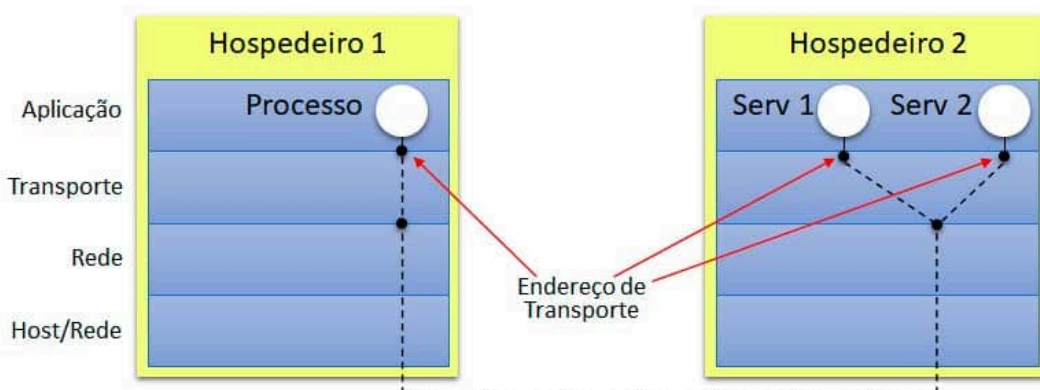 Hospedeiro 1
Hospedeiro 2
Aplicação
Processo
Serv 1
Serv 2
Transporte
Rede
Endereço de
Transporte
Host/Rede